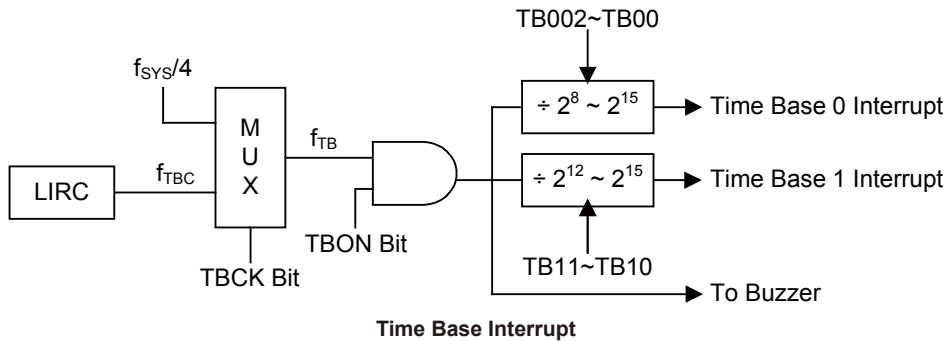 TB002~TB00
fSYS/4
÷ 2^8 ~ 2^15
Time Base 0 Interrupt
M
U
X
fTB
LIRC
fTBC
÷ 2^12 ~ 2^15
Time Base 1 Interrupt
TBON Bit
TBCK Bit
TB11~TB10
To Buzzer
Time Base Interrupt